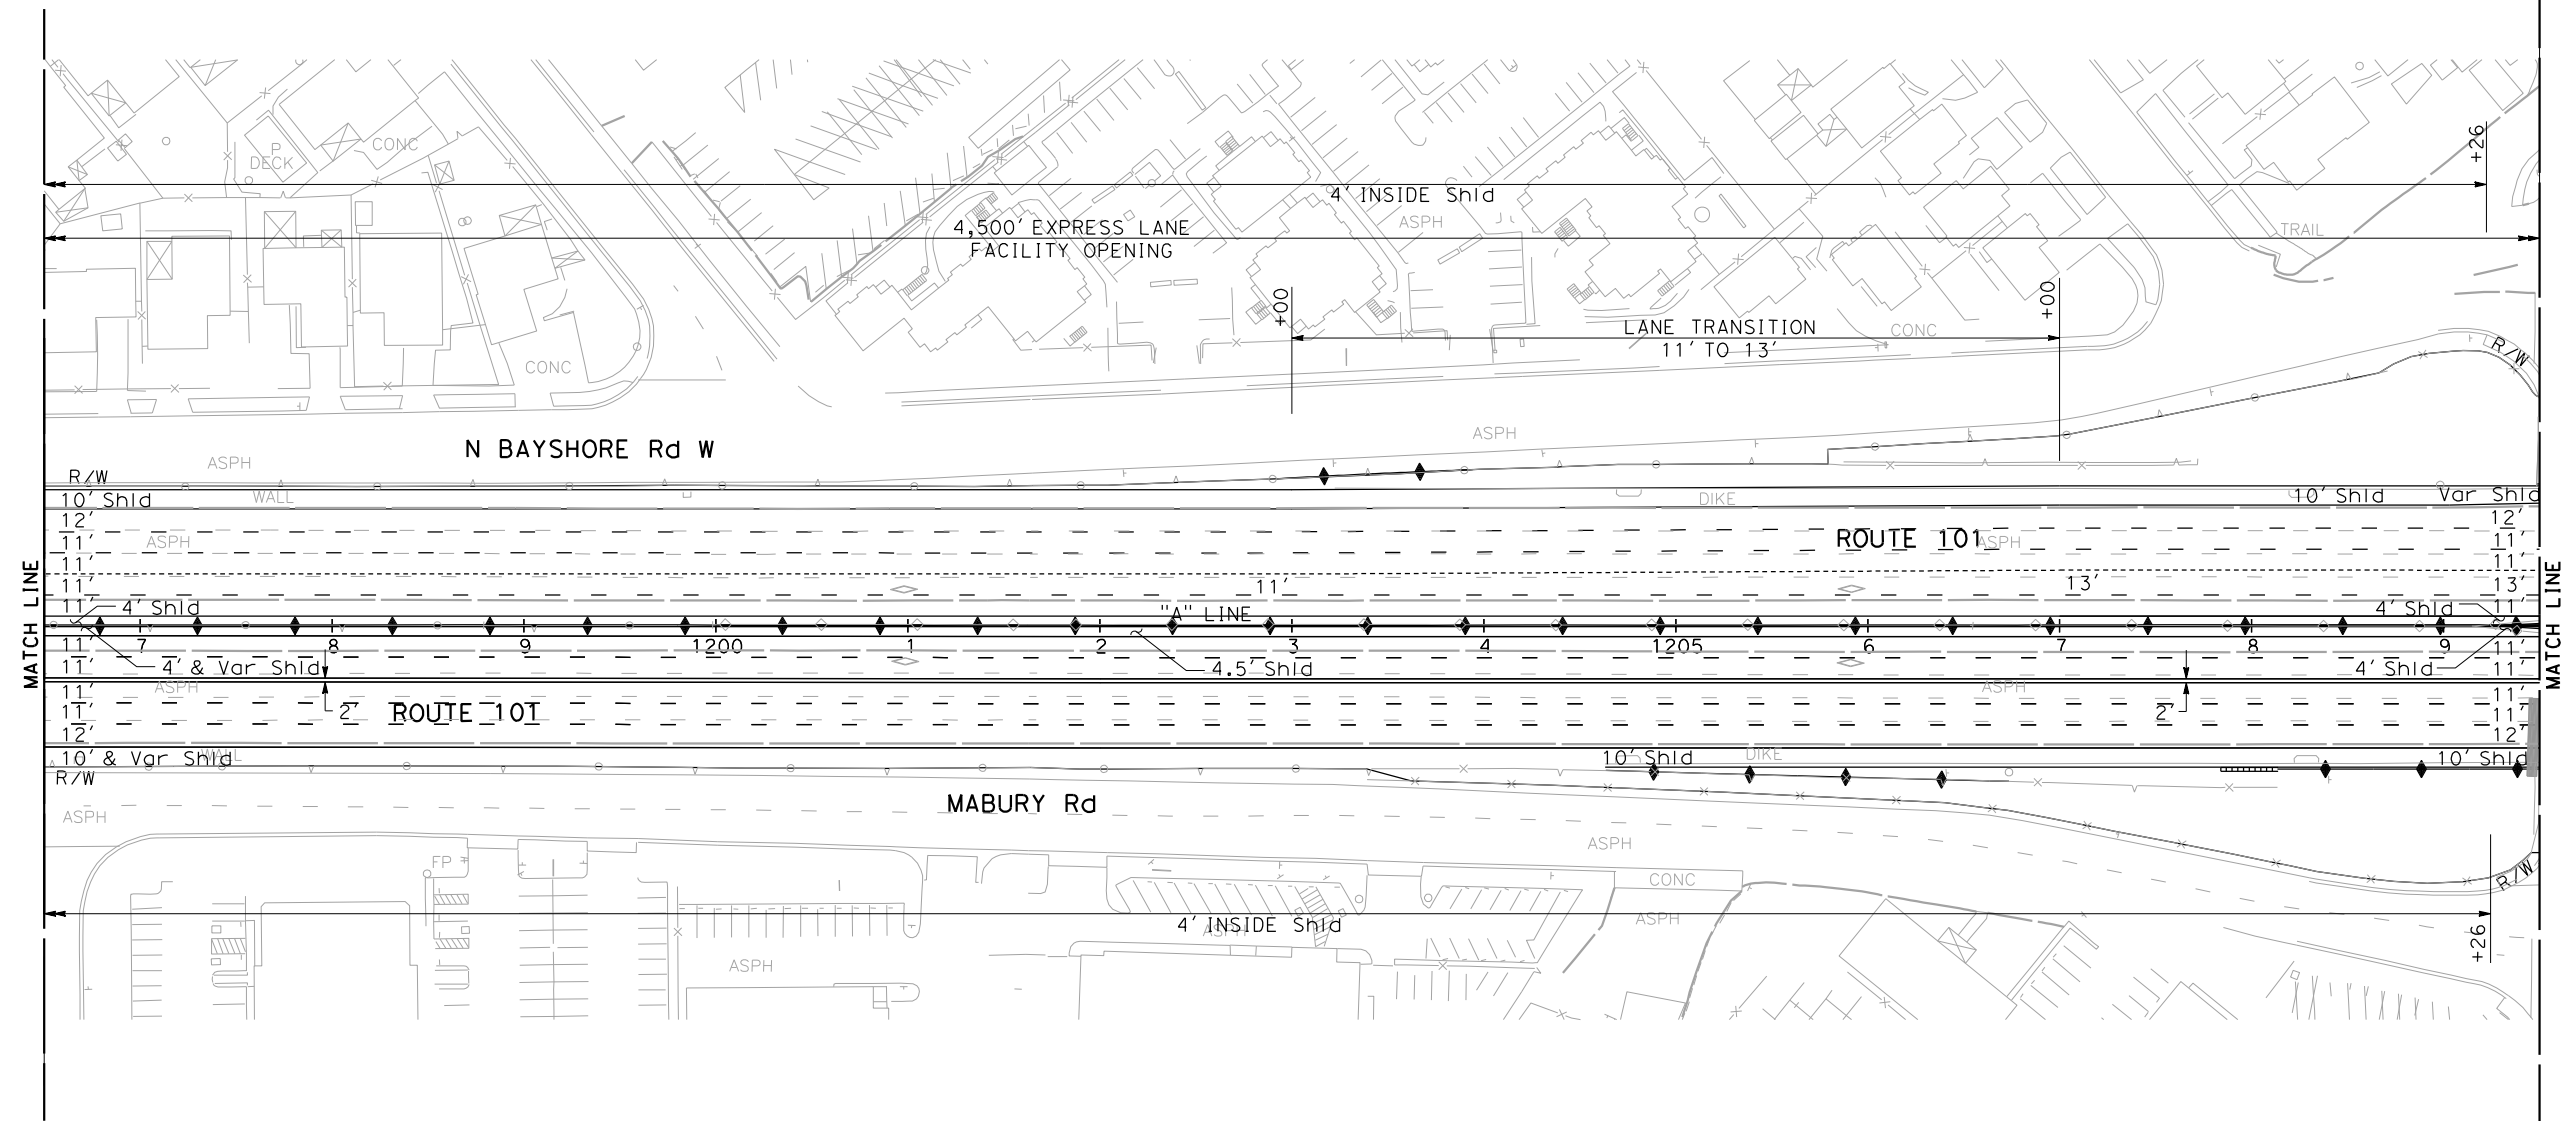 P
DECK
CONC
+26
4' INSIDE Shld
ASPH
4,500' EXPRESS LANE
FACILITY OPENING
TRAIL
+00
+00
LANE TRANSITION
11' TO 13'
CONC
R/W
CONC
N BAYSHORE Rd W
ASPH
ASPH
R/W
10' Shld
WALL
DIKE
10' Shld
Var Shld
12'
12'
ASPH
11'
ROUTE 101
ASPH
11'
11'
11'
11'
11'
11'
13'
13'
11'
4' Shld
"A" LINE
4' Shld
11'
MATCH LINE
MATCH LINE
7
8
9
1200
1
2
3
4
1205
6
7
8
9
11'
11'
11'
4' & Var Shld
4.5' Shld
4' Shld
11'
ASPH
ASPH
11'
11'
11'
2'
ROUTE 101
2'
11'
12'
12'
10' & Var Shld
WALL
10' Shld
DIKE
10' Shld
R/W
MABURY Rd
ASPH
ASPH
FP
CONC
R/W
ASPH
4' INSIDE Shld
ASPH
ASPH
+26